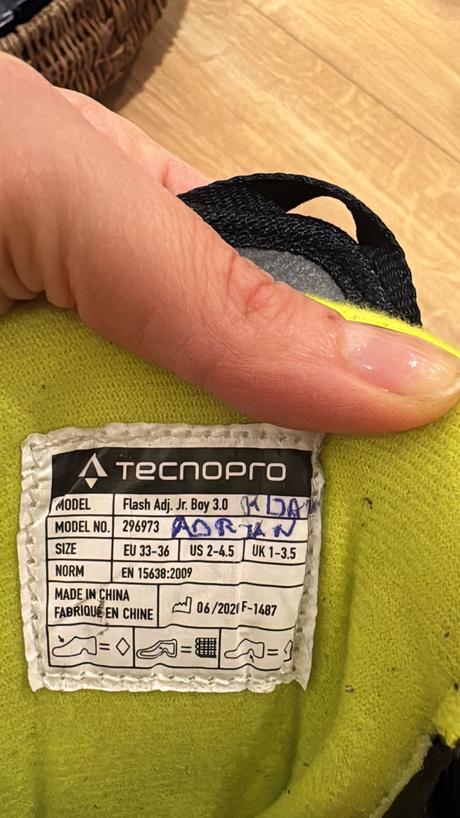 TECNOPRO
MODEL Flash Adj. Jr. Boy 3.0
MODEL NO. 296973 ADRIAN
SIZE EU 33-36 US 2-4.5 UK 1-3.5
NORM EN 15638:2009
MADE IN CHINA
FABRIQUÉ EN CHINE
06/2020 F-1487
= = =